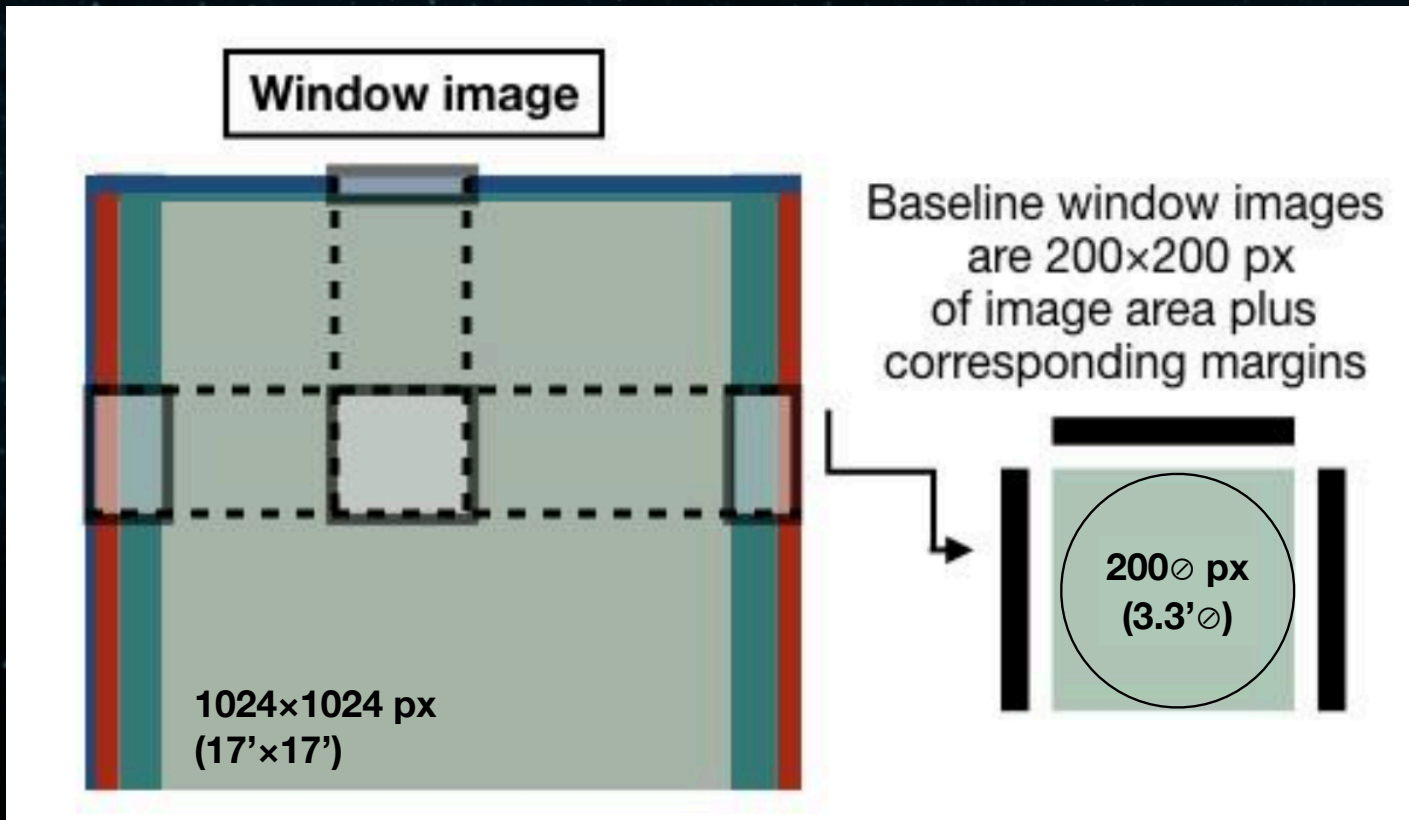 Window image
Baseline window images
are 200×200 px
of image area plus
corresponding margins
200⊘ px
(3.3’⊘)
1024×1024 px
(17’×17’)